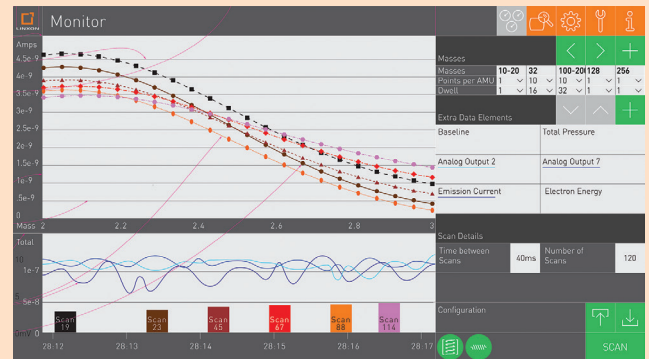 LINXON
Monitor
Amps
4.5e-9
4e-9
3.5e-9
3e-9
2.5e-9
2e-9
1.5e-9
1e-9
.5e-9
0
Mass 2 2.2 2.4 2.6 2.8 3
Total
10
1e-7
5
5e-8
0mV 0
Scan 19
Scan 23
Scan 45
Scan 67
Scan 88
Scan 114
28:12 28:13 28:14 28:15 28:16 28:17
Masses
Masses 10-20 32 100-20 128 256
Points per AMU 1 10 10 1 1
Dwell 1 16 32 1 1
Extra Data Elements
Baseline Total Pressure
Analog Output 2 Analog Output 7
Emission Current Electron Energy
Scan Details
Time between Scans 40ms Number of Scans 120
Configuration
SCAN